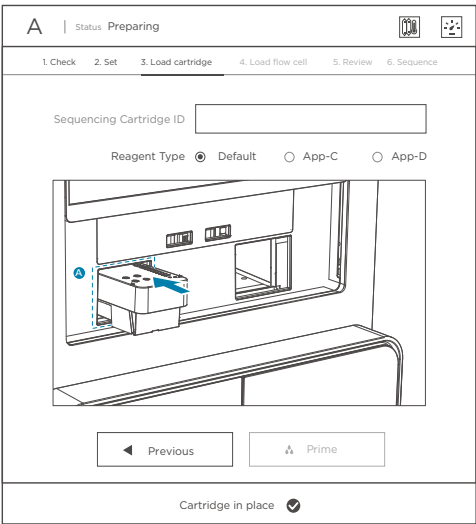 A | Status Preparing
1. Check 2. Set 3. Load cartridge 4. Load flow cell 5. Review 6. Sequence
Sequencing Cartridge ID
Reagent Type Default App-C App-D
A
Previous Prime
Cartridge in place